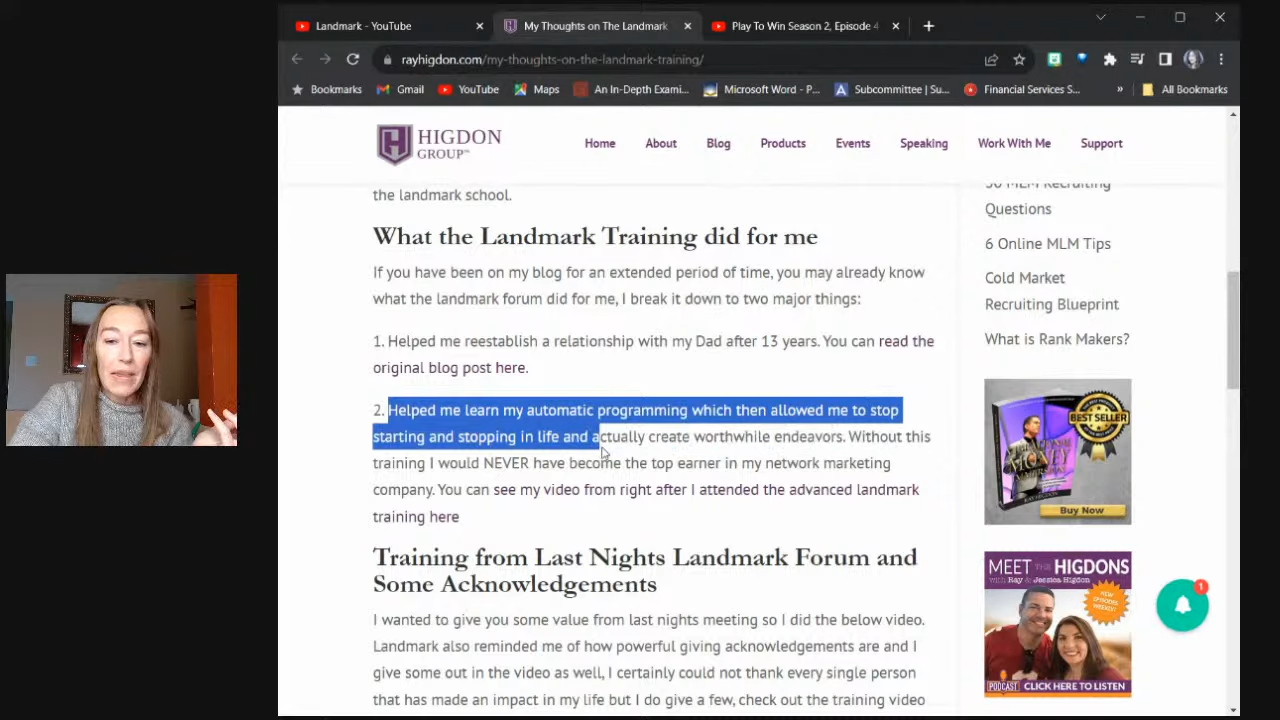 Landmark - YouTube
My Thoughts on The Landmark
Play To Win Season 2, Episode 4
rayhigdon.com/my-thoughts-on-the-landmark-training/
Bookmarks
Gmail
YouTube
Maps
An In-Depth Exami...
Microsoft Word - P...
Subcommittee | Su...
Financial Services S...
»
All Bookmarks
HIGDON
GROUP™
Home
About
Blog
Products
Events
Speaking
Work With Me
Support
the landmark school.
What the Landmark Training did for me
If you have been on my blog for an extended period of time, you may already know
what the landmark forum did for me, I break it down to two major things:
1. Helped me reestablish a relationship with my Dad after 13 years. You can read the
original blog post here.
2. Helped me learn my automatic programming which then allowed me to stop
starting and stopping in life and actually create worthwhile endeavors. Without this
training I would NEVER have become the top earner in my network marketing
company. You can see my video from right after I attended the advanced landmark
training here
Training from Last Nights Landmark Forum and
Some Acknowledgements
I wanted to give you some value from last nights meeting so I did the below video.
Landmark also reminded me of how powerful giving acknowledgements are and I
give some out in the video as well, I certainly could not thank every single person
that has made an impact in my life but I do give a few, check out the training video
MLM Recruiting
Questions
6 Online MLM Tips
Cold Market
Recruiting Blueprint
What is Rank Makers?
BEST SELLER
Buy Now
MEET THE HIGDONS
with Ray & Jessica Higdon
NEW
EPISODES
WEEKLY!
PODCAST
CLICK HERE TO LISTEN
1